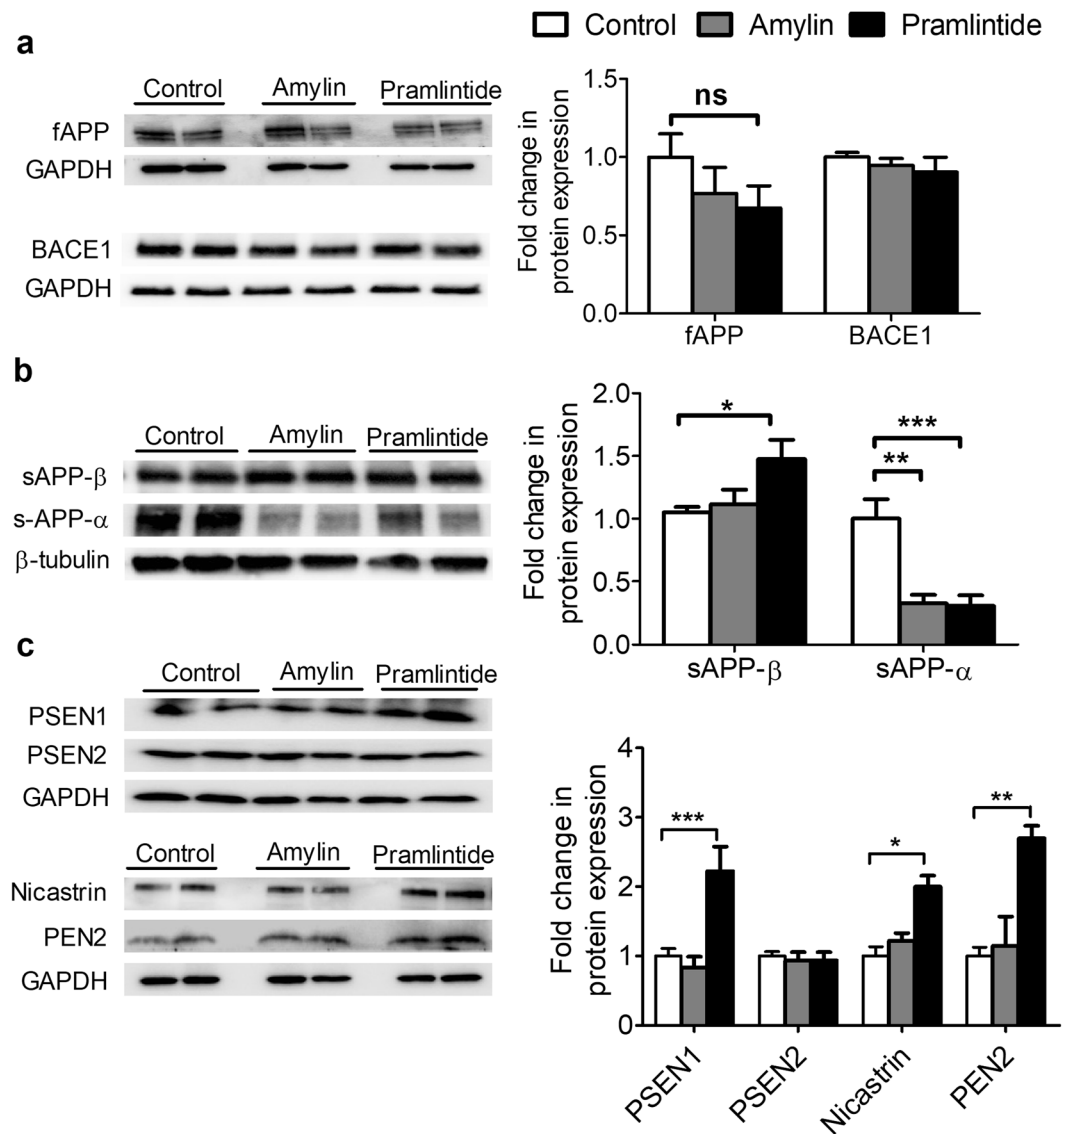 Control Amylin Pramlintide
a
Control Amylin Pramlintide
fAPP
GAPDH
BACE1
GAPDH
Fold change in
protein expression
1.5
1.0
0.5
0.0
ns
fAPP BACE1
b
Control Amylin Pramlintide
sAPP-β
s-APP-α
β-tubulin
Fold change in
protein expression
2.0
1.5
1.0
0.5
0.0
*
***
**
sAPP-β sAPP-α
c
Control Amylin Pramlintide
PSEN1
PSEN2
GAPDH
Control Amylin Pramlintide
Nicastrin
PEN2
GAPDH
Fold change in
protein expression
4
3
2
1
0
***
*
**
PSEN1
PSEN2
Nicastrin
PEN2